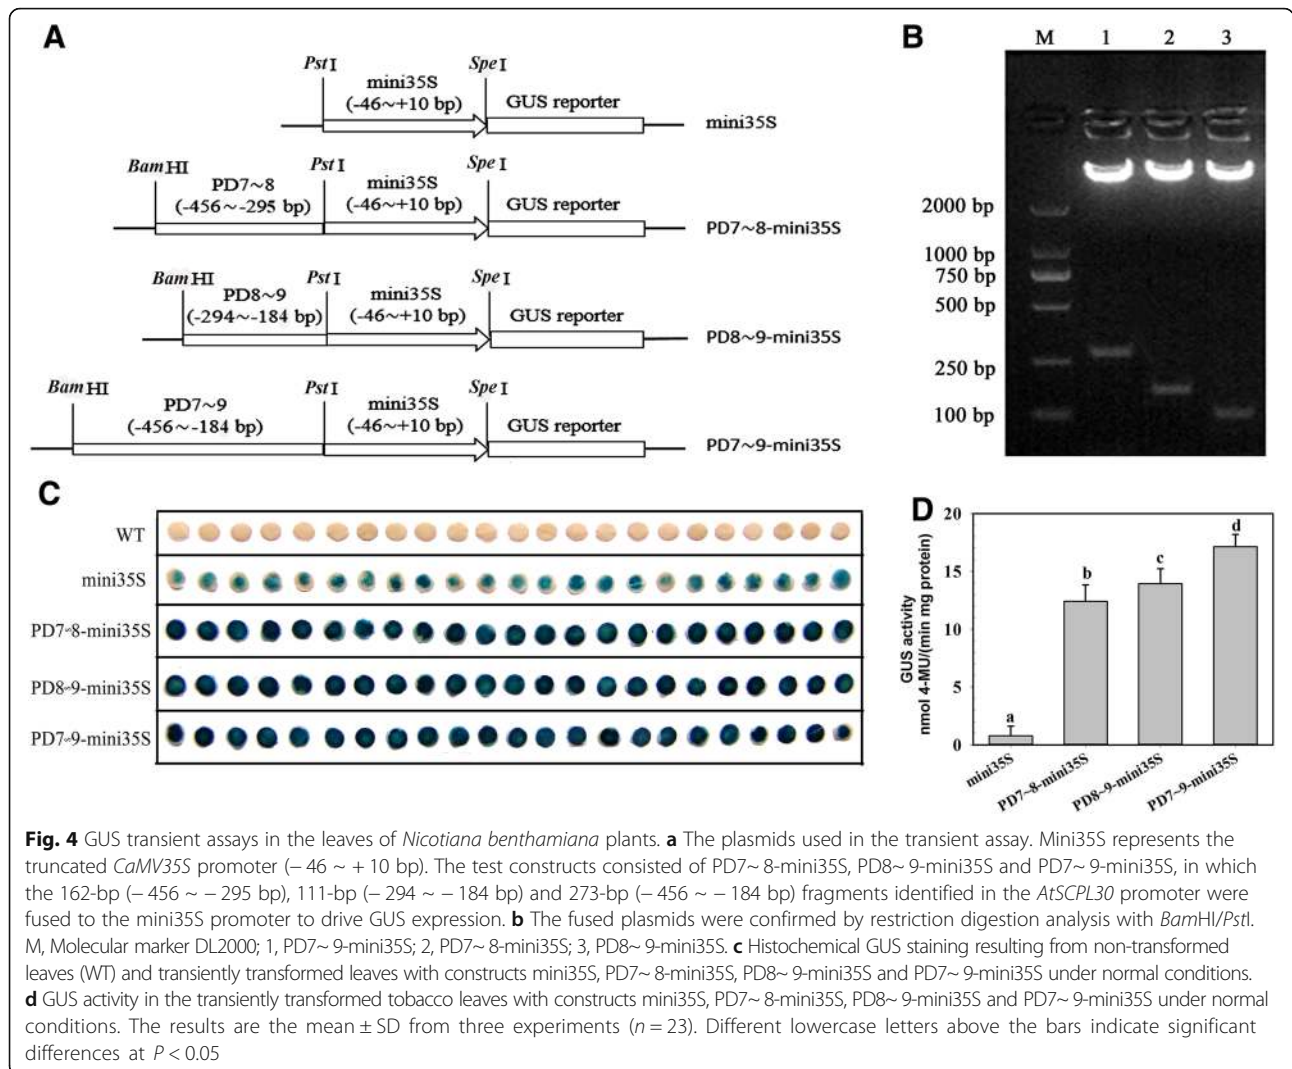 A
PstI
SpeI
mini35S
(-46~+10 bp)
GUS reporter
mini35S
BamHI
PstI
SpeI
PD7~8
(-456~-295 bp)
mini35S
(-46~+10 bp)
GUS reporter
PD7~8-mini35S
BamHI
PstI
SpeI
PD8~9
(-294~-184 bp)
mini35S
(-46~+10 bp)
GUS reporter
PD8~9-mini35S
BamHI
PstI
SpeI
PD7~9
(-456~-184 bp)
mini35S
(-46~+10 bp)
GUS reporter
PD7~9-mini35S
B
M 1 2 3
2000 bp
1000 bp
750 bp
500 bp
250 bp
100 bp
C
WT
mini35S
PD7~8-mini35S
PD8~9-mini35S
PD7~9-mini35S
D
GUS activity
nmol 4-MU/(min mg protein)
20
15
10
5
0
a
b
c
d
mini35S
PD7~8-mini35S
PD8~9-mini35S
PD7~9-mini35S
Fig. 4 GUS transient assays in the leaves of Nicotiana benthamiana plants. a The plasmids used in the transient assay. Mini35S represents the
truncated CaMV35S promoter (− 46 ~ + 10 bp). The test constructs consisted of PD7~ 8-mini35S, PD8~ 9-mini35S and PD7~ 9-mini35S, in which
the 162-bp (− 456 ~ − 295 bp), 111-bp (− 294 ~ − 184 bp) and 273-bp (− 456 ~ − 184 bp) fragments identified in the AtSCPL30 promoter were
fused to the mini35S promoter to drive GUS expression. b The fused plasmids were confirmed by restriction digestion analysis with BamHI/PstI.
M, Molecular marker DL2000; 1, PD7~ 9-mini35S; 2, PD7~ 8-mini35S; 3, PD8~ 9-mini35S. c Histochemical GUS staining resulting from non-transformed
leaves (WT) and transiently transformed leaves with constructs mini35S, PD7~ 8-mini35S, PD8~ 9-mini35S and PD7~ 9-mini35S under normal conditions.
d GUS activity in the transiently transformed tobacco leaves with constructs mini35S, PD7~ 8-mini35S, PD8~ 9-mini35S and PD7~ 9-mini35S under normal
conditions. The results are the mean ± SD from three experiments (n = 23). Different lowercase letters above the bars indicate significant
differences at P < 0.05